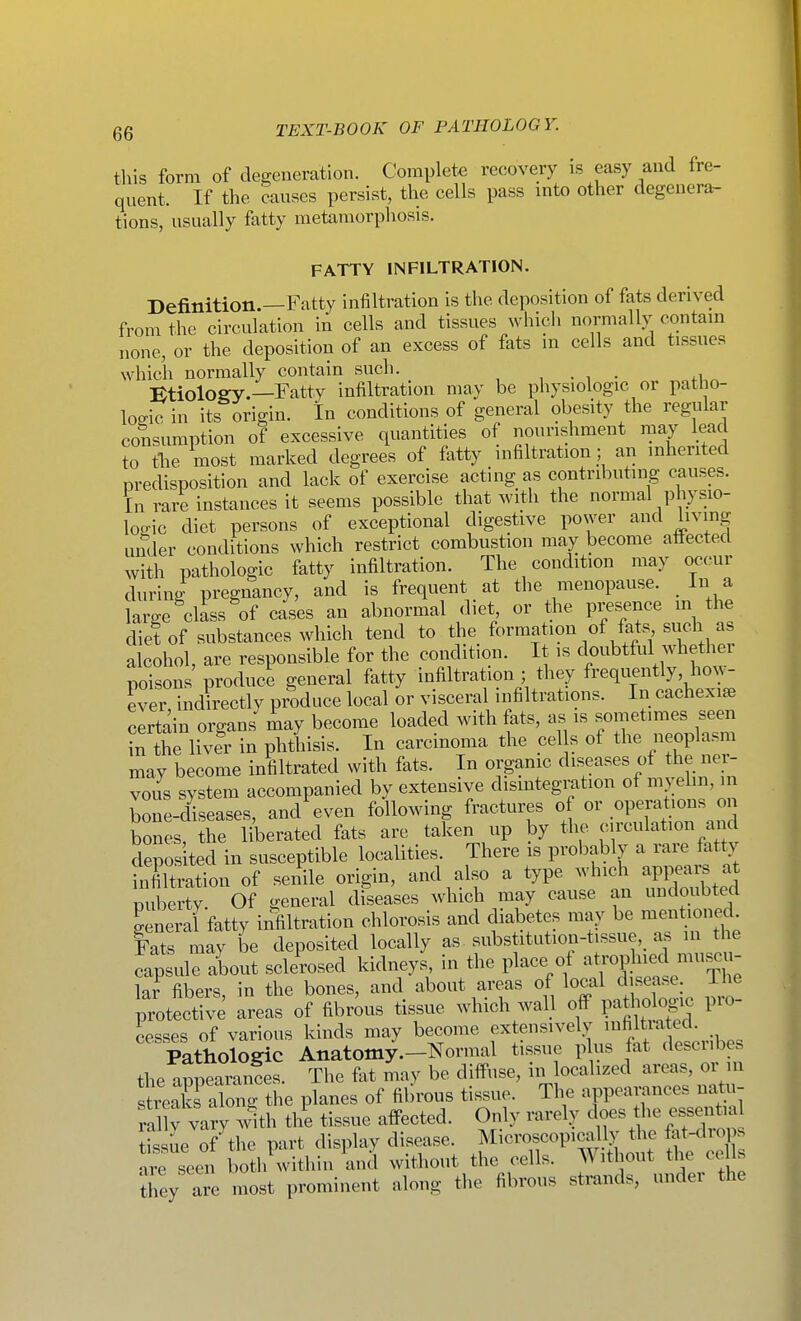 66 TEXT-BOOK OF PATHOLOGY.
this form of degeneration. Complete recovery is easy and fre-
quent. If the causes persist, the cells pass into other degenera-
tions, usually fatty metamorphosis.
FATTY INFILTRATION.
Definition.—Fatty infiltration is the deposition of fats derived
from the circulation in cells and tissues which normally contain
none, or the deposition of an excess of fats in cells and tissues
which normally contain such.
Etiology.—Fatty infiltration may be physiologic or patho-
logic in its origin. In conditions of general obesity the regular
consumption of excessive quantities of nourishment may lead
to the most marked degrees of fatty infiltration; an inherited
predisposition and lack of exercise acting as contributing causes.
In rare instances it seems possible that with the normal physio-
logic diet persons of exceptional digestive power and living
under conditions which restrict combustion may become affected
with pathologic fatty infiltration. The condition may occur
during pregnancy, and is frequent at the menopause. In a
large class of cases an abnormal diet, or the presence in the
diet of substances which tend to the formation of fats, such as
alcohol, are responsible for the condition. It is doubtful whether
poisons produce general fatty infiltration; they frequently, how-
ever, indirectly produce local or visceral infiltrations. In cachexiæ
certain organs may become loaded with fats, as is sometimes seen
in the liver in phthisis. In carcinoma the cells of the neoplasm
may become infiltrated with fats. In organic diseases of the ner-
vous system accompanied by extensive disintegration of myelin, in
bone-diseases, and even following fractures of or operations on
bones, the liberated fats are taken up by the circulation and
deposited in susceptible localities. There is probably a rare fatty
infiltration of senile origin, and also a type which appears at
puberty. Of general diseases which may cause an undoubted
general fatty infiltration chlorosis and diabetes may be mentioned.
Fats may be deposited locally as substitution-tissue, as in the
capsule about sclerosed kidneys, in the place of atrophied muscu-
lar fibers, in the bones, and about areas of local disease. The
protective areas of fibrous tissue which wall off pathologic pro-
cesses of various kinds may become extensively infiltrated.
Pathologic Anatomy.—Normal tissue plus fat describes
the appearances. The fat may be diffuse, in localized areas, or in
streaks along the planes of fibrous tissue. The appearances natu-
rally vary with the tissue affected. Only rarely does the essential
tissue of the part display disease. Microscopically the fat-drops
are seen both within and without the cells. Without the cells
they are most prominent along the fibrous strands, under the